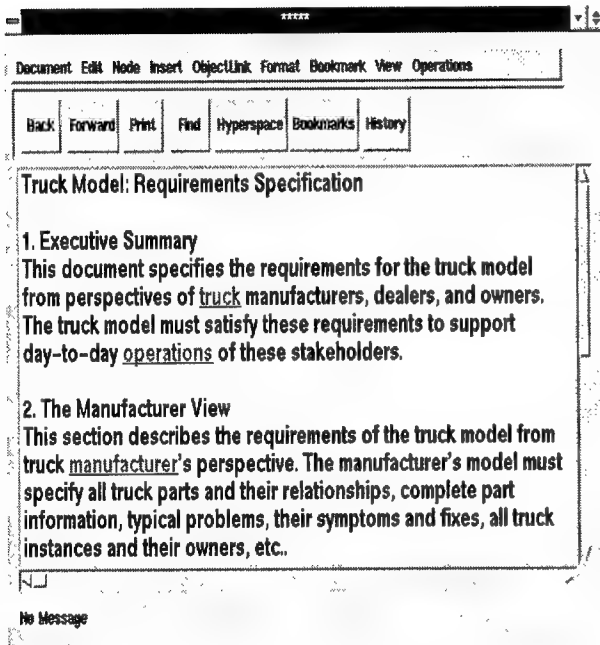 *****
Document Edit Node Insert ObjectLink Format Bookmark View Operations
Back Forward Print Find Hyperspace Bookmarks History
Truck Model: Requirements Specification
1. Executive Summary
This document specifies the requirements for the truck model
from perspectives of truck manufacturers, dealers, and owners.
The truck model must satisfy these requirements to support
day-to-day operations of these stakeholders.
2. The Manufacturer View
This section describes the requirements of the truck model from
truck manufacturer's perspective. The manufacturer's model must
specify all truck parts and their relationships, complete part
information, typical problems, their symptoms and fixes, all truck
instances and their owners, etc..
No Message